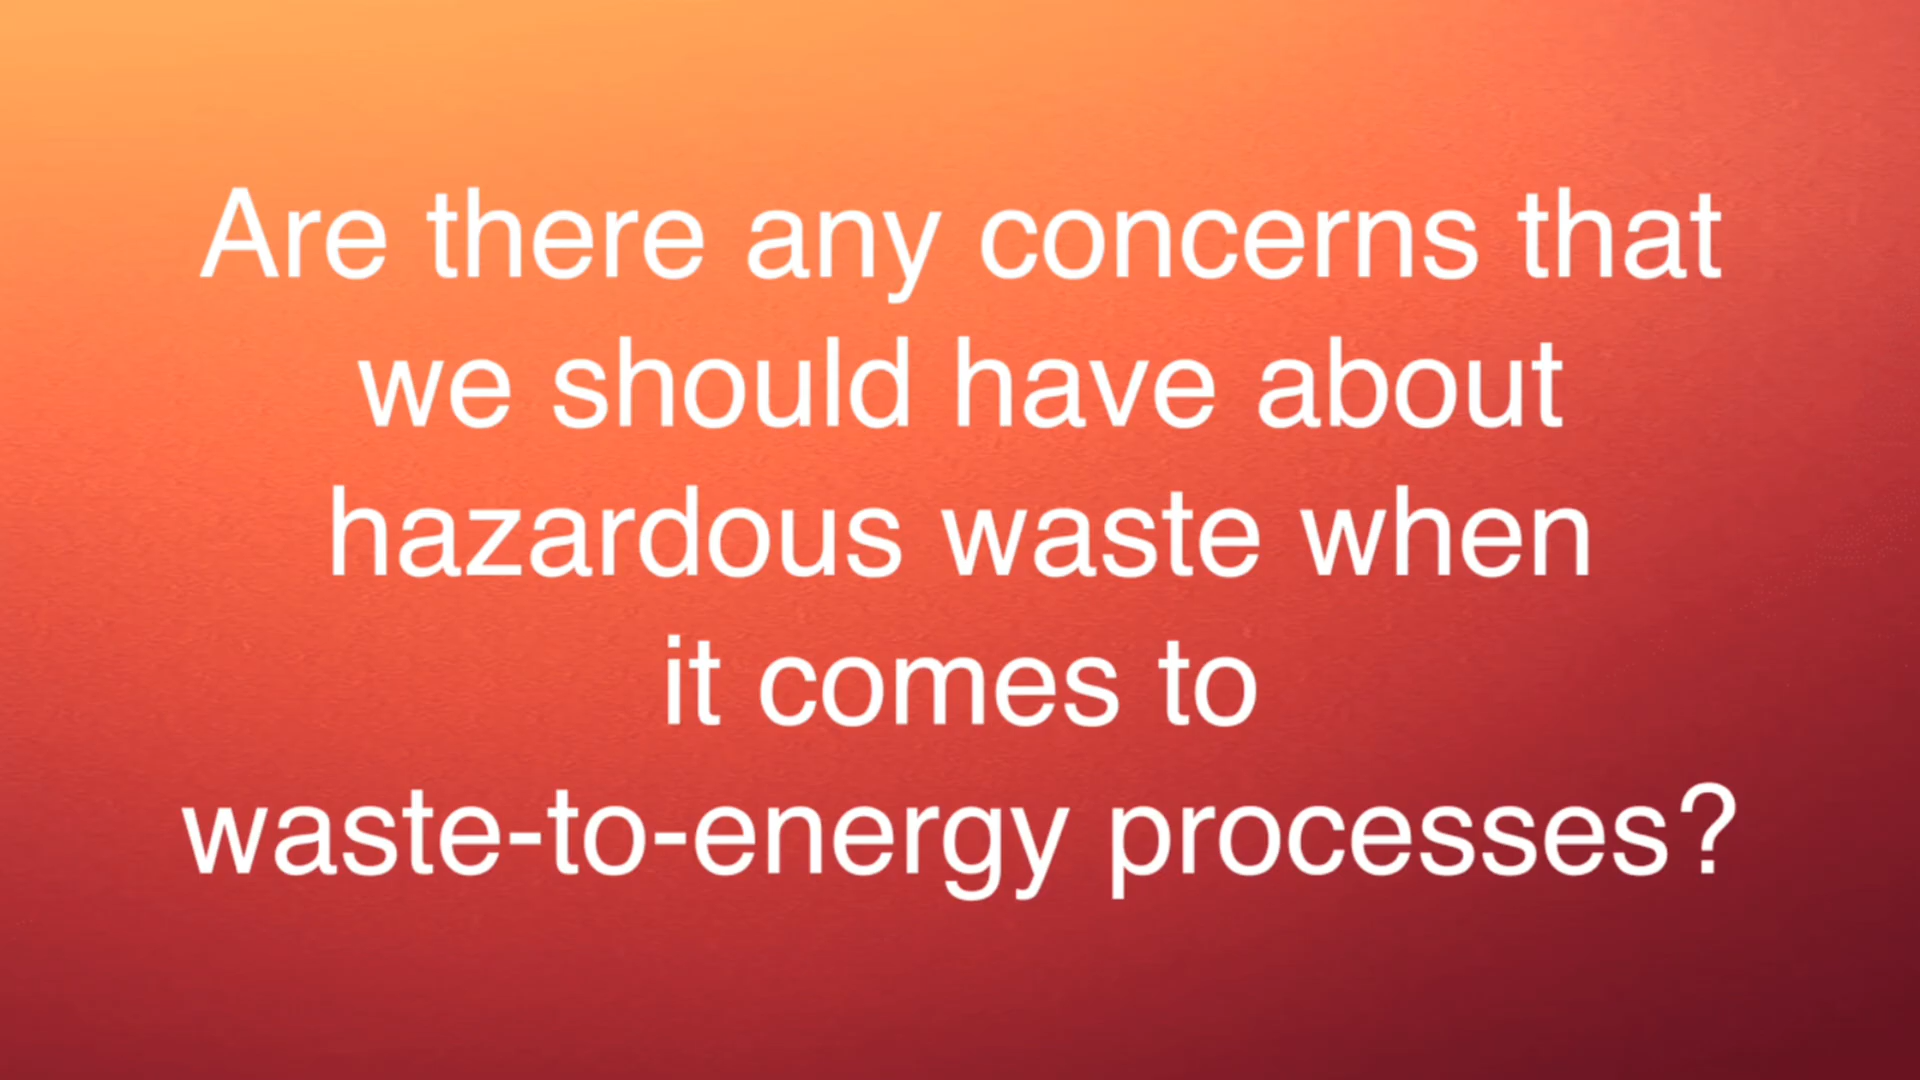 Are there any concerns that
we should have about
hazardous waste when
it comes to
waste-to-energy processes?